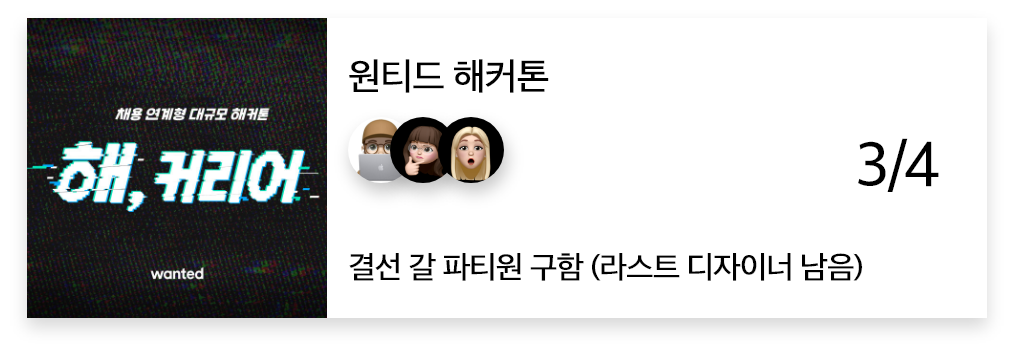 채용 연계형 대규모 해커톤
해, 커리어
wanted
원티드 해커톤
3/4
결선 갈 파티원 구함 (라스트 디자이너 남음)